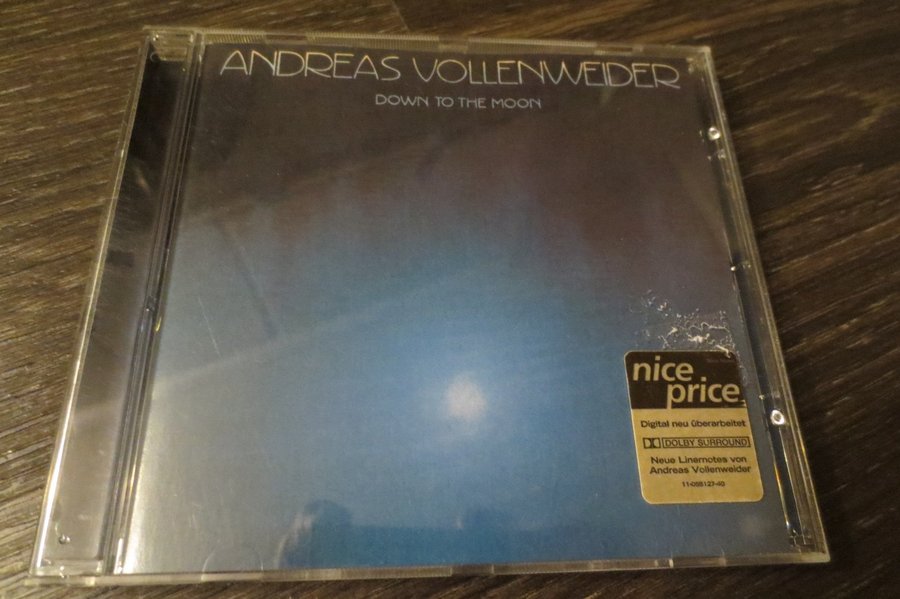 ANDREAS VOLLENWEIDER
DOWN TO THE MOON
nice
price
Digital neu überarbeitet
DOLBY SURROUND
Neue Linernotes von
Andreas Vollenweider